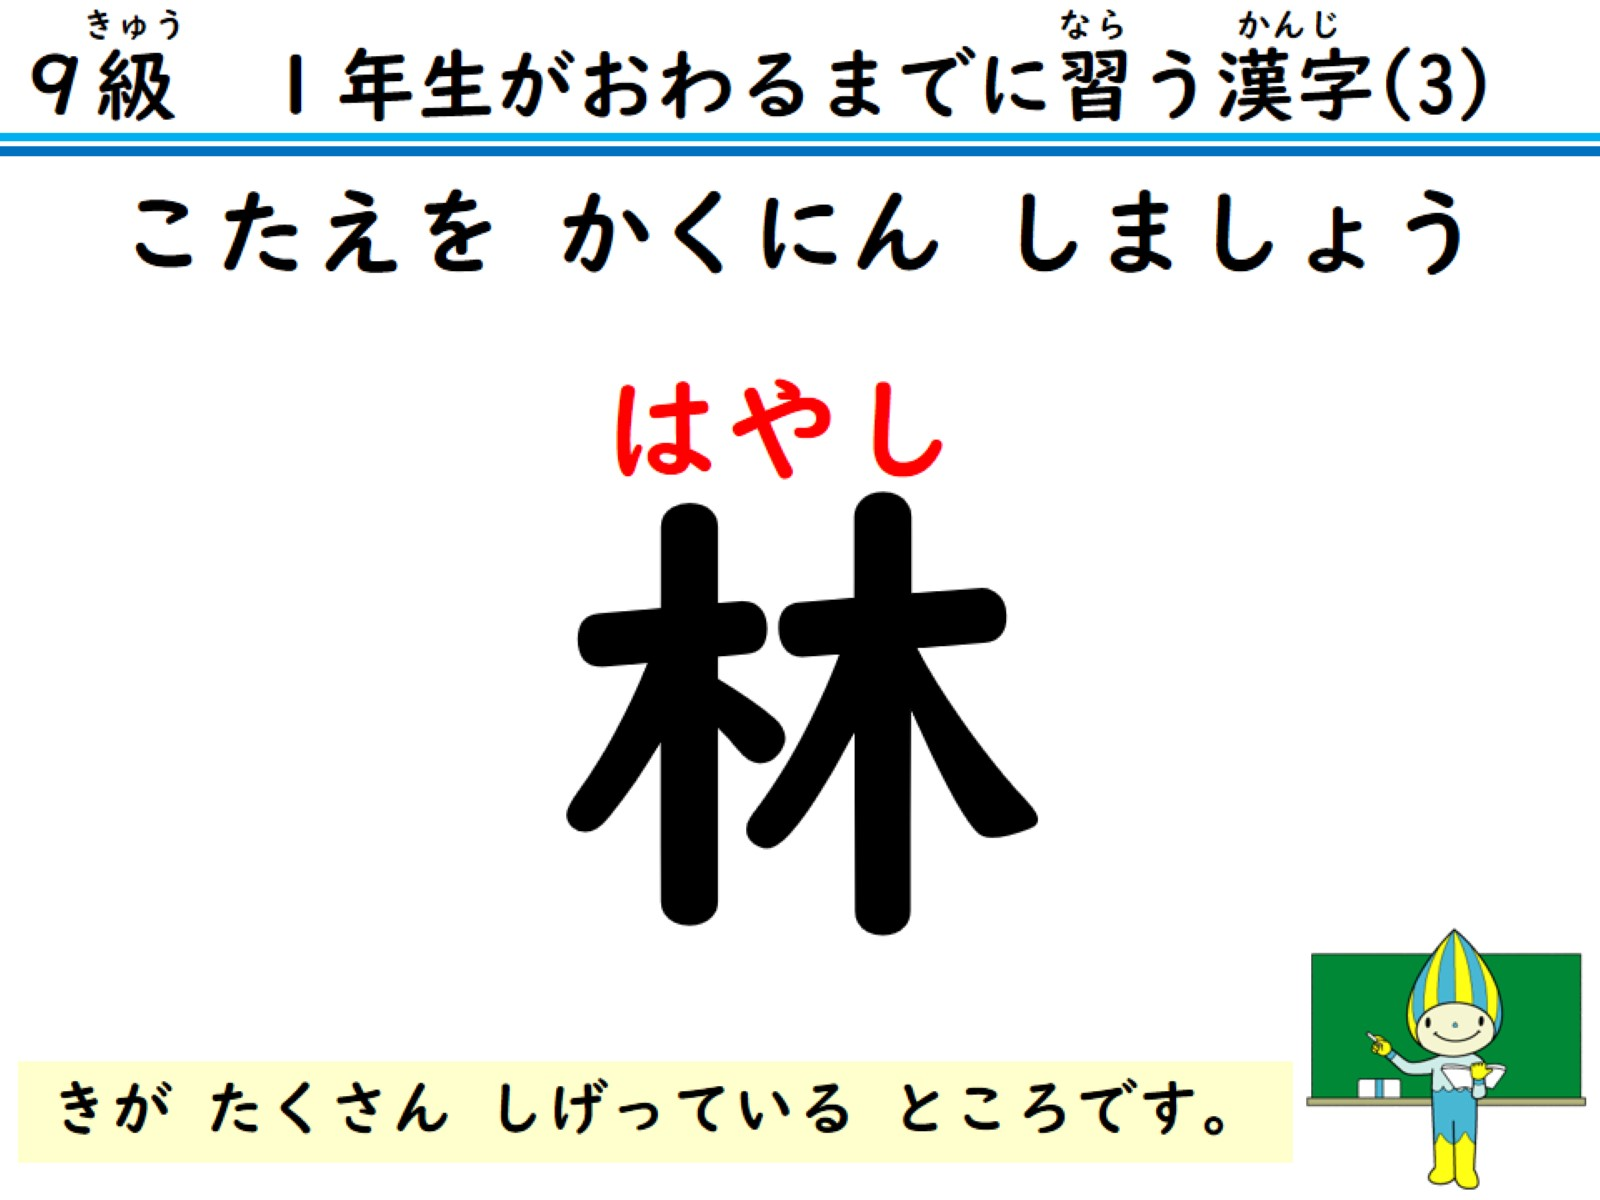 きゅう なら かんじ
9級 1年生がおわるまでに習う漢字(3)
こたえを かくにん しましょう
はやし
林
きが たくさん しげっている ところです。